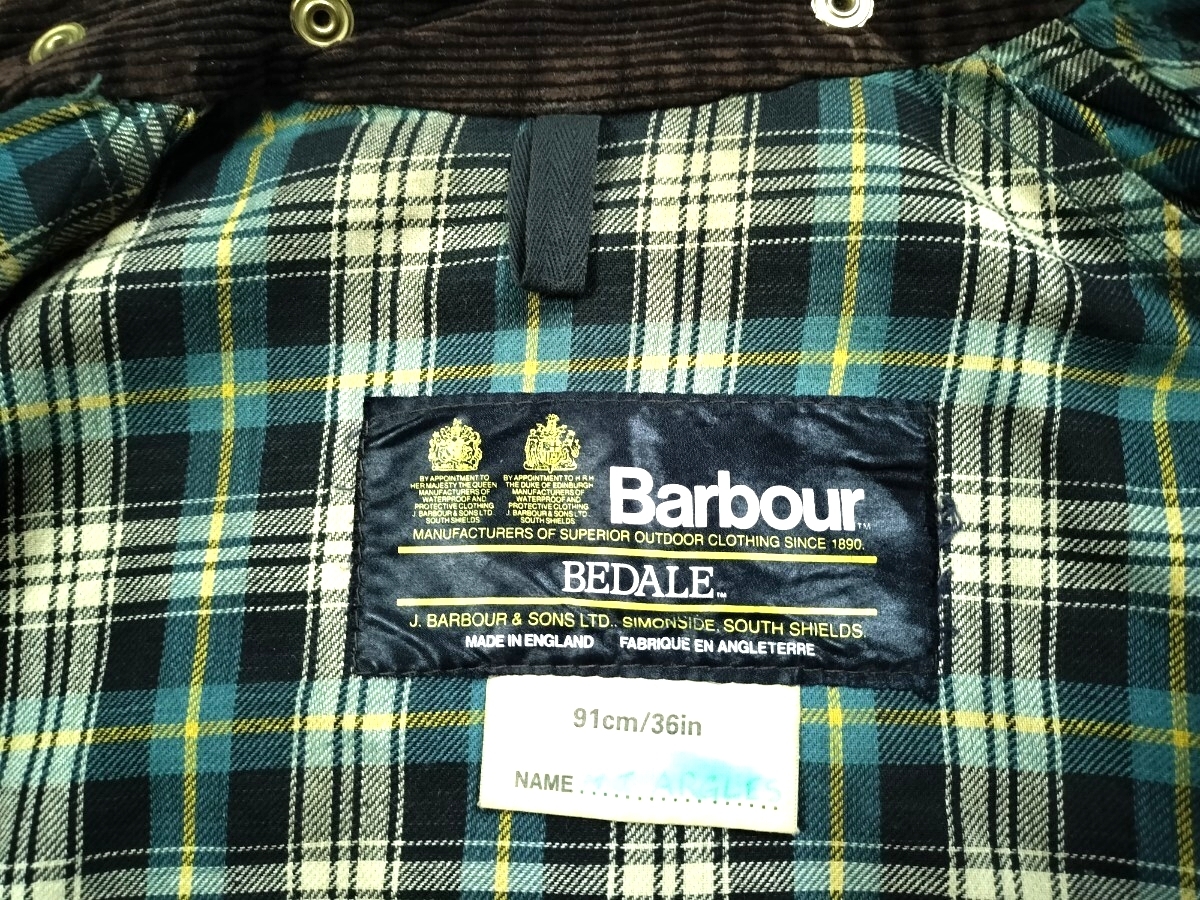 BY APPOINTMENT TO
HER MAJESTY THE QUEEN
MANUFACTURERS OF
WATERPROOF AND
PROTECTIVE CLOTHING
J. BARBOUR & SONS LTD
SOUTH SHIELDS
BY APPOINTMENT TO H R H
THE DUKE OF EDINBURGH
MANUFACTURERS OF
WATERPROOF AND
PROTECTIVE CLOTHING
J. BARBOUR & SONS LTD.
SOUTH SHIELDS
Barbour™
MANUFACTURERS OF SUPERIOR OUTDOOR CLOTHING SINCE 1890.
BEDALE™
J. BARBOUR & SONS LTD., SIMONSIDE, SOUTH SHIELDS.
MADE IN ENGLAND FABRIQUE EN ANGLETERRE
91cm/36in
NAME